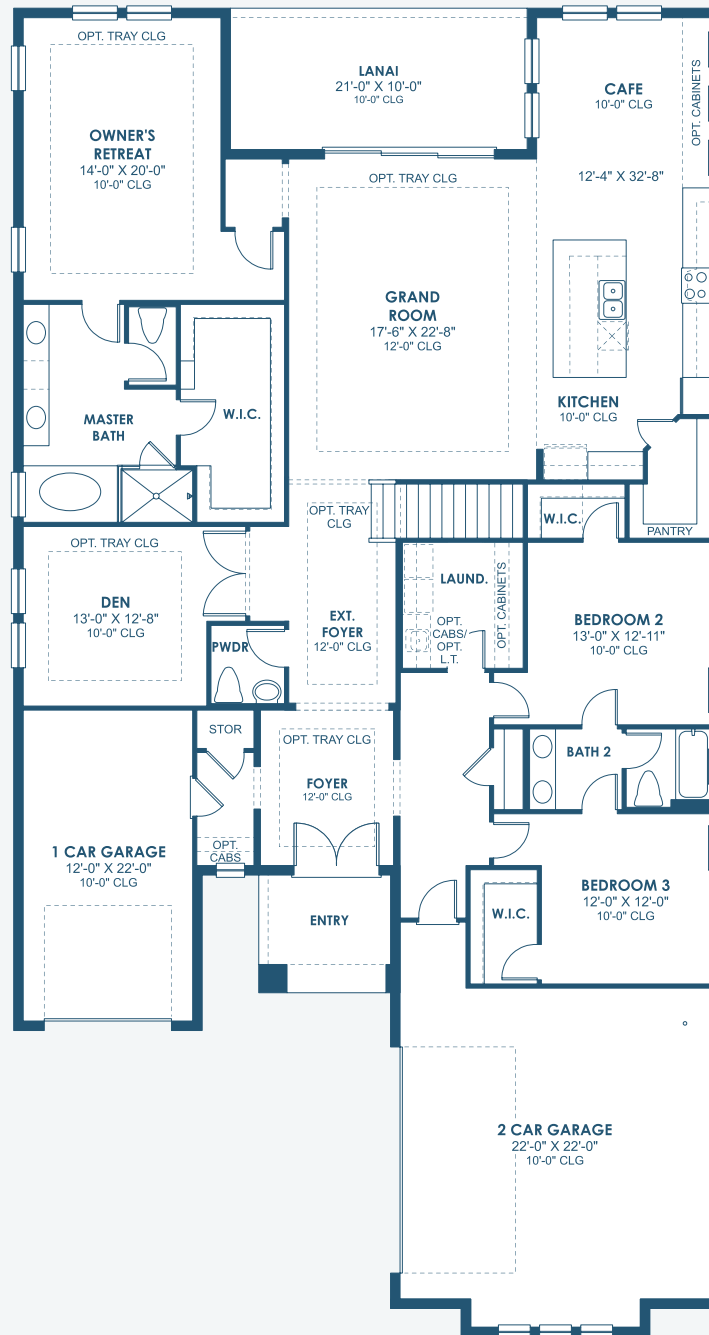 OPT. TRAY CLG
OWNER'S
RETREAT
14'-0" X 20'-0"
10'-0" CLG
LANAI
21'-0" X 10'-0"
10'-0" CLG
CAFE
10'-0" CLG
OPT. CABINETS
12'-4" X 32'-8"
OPT. TRAY CLG
GRAND
ROOM
17'-6" X 22'-8"
12'-0" CLG
KITCHEN
10'-0" CLG
MASTER
BATH
W.I.C.
OPT. TRAY
CLG
W.I.C.
PANTRY
OPT. TRAY CLG
DEN
13'-0" X 12'-8"
10'-0" CLG
PWDR
EXT.
FOYER
12'-0" CLG
LAUND.
OPT.
CABS/
OPT.
L.T.
OPT. CABINETS
BEDROOM 2
13'-0" X 12'-11"
10'-0" CLG
STOR
OPT. TRAY CLG
FOYER
12'-0" CLG
BATH 2
OPT.
CABS
1 CAR GARAGE
12'-0" X 22'-0"
10'-0" CLG
ENTRY
W.I.C.
BEDROOM 3
12'-0" X 12'-0"
10'-0" CLG
2 CAR GARAGE
22'-0" X 22'-0"
10'-0" CLG